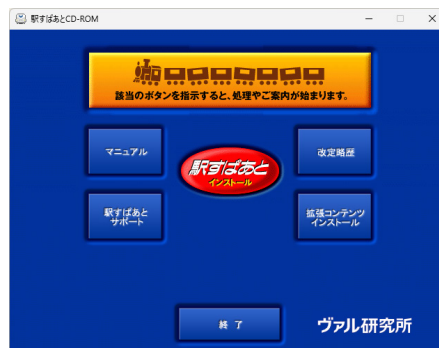 駅すぱあとCD-ROM
該当のボタンを指示すると、処理やご案内が始まります。
マニュアル
改定略歴
駅すぱあと
インストール
駅すぱあと
サポート
拡張コンテンツ
インストール
終了
ヴァル研究所